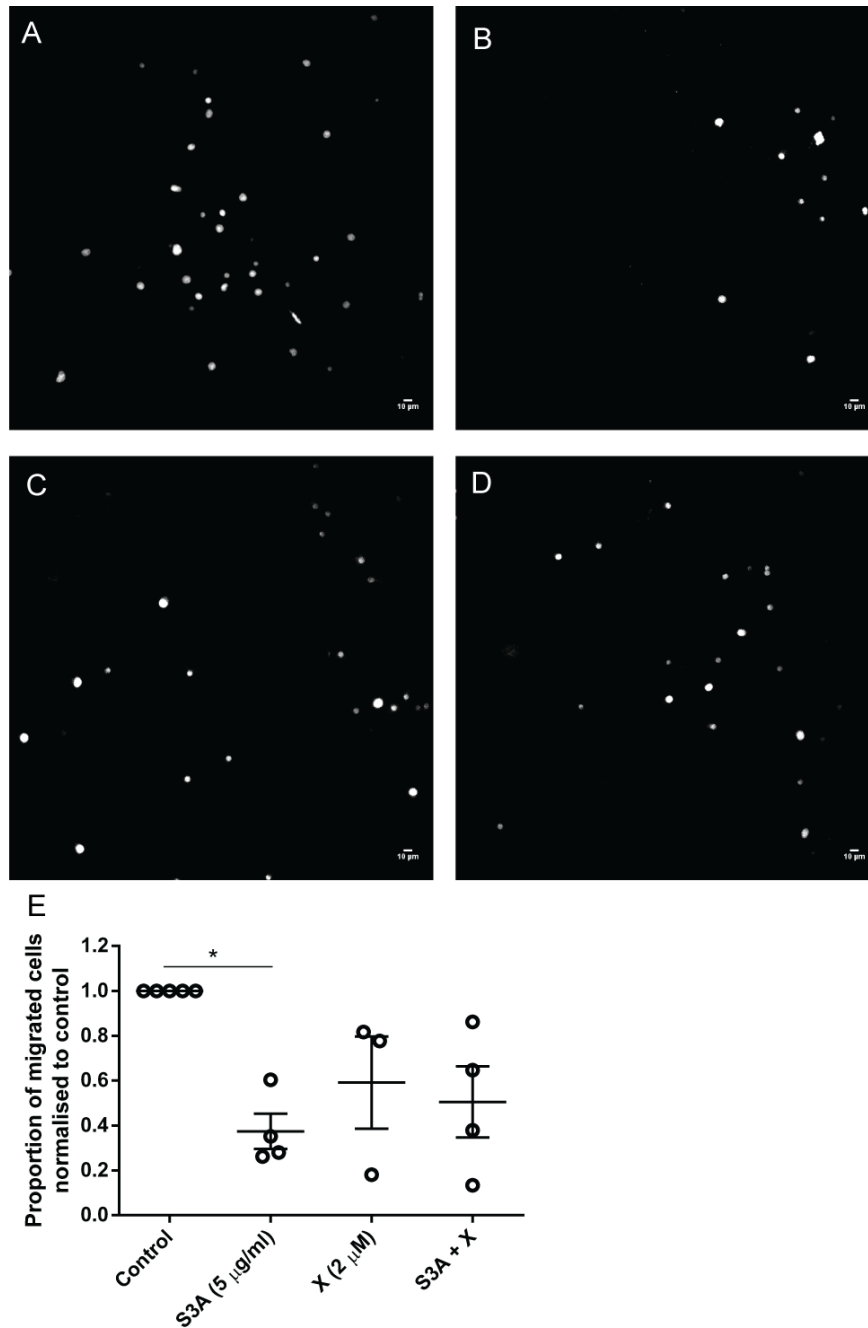 A
B
10 µm
10 µm
C
D
10 µm
10 µm
E
Proportion of migrated cells
normalised to control
1.2
1.0
0.8
0.6
0.4
0.2
0.0
*
Control
S3A (5 µg/ml)
X (2 µM)
S3A + X